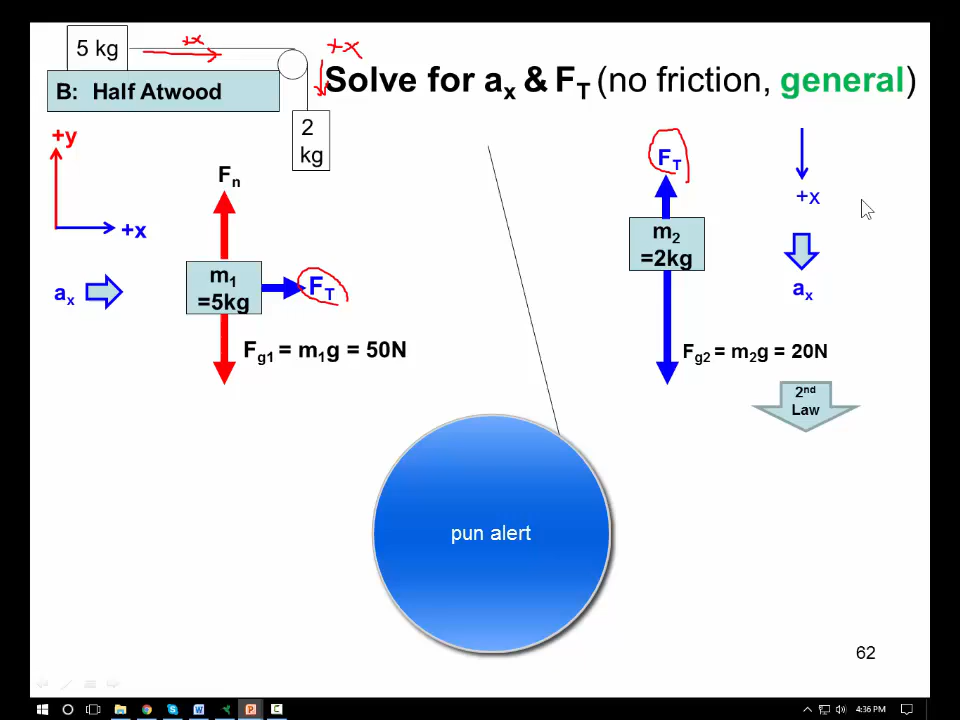 5 kg
+x
+x
Solve for ax & FT (no friction, general)
B: Half Atwood
2
kg
+y
Fn
+x
ax
m1
=5kg
FT
Fg1 = m1g = 50N
FT
m2
=2kg
+x
ax
Fg2 = m2g = 20N
2nd
Law
pun alert
62
4:36 PM